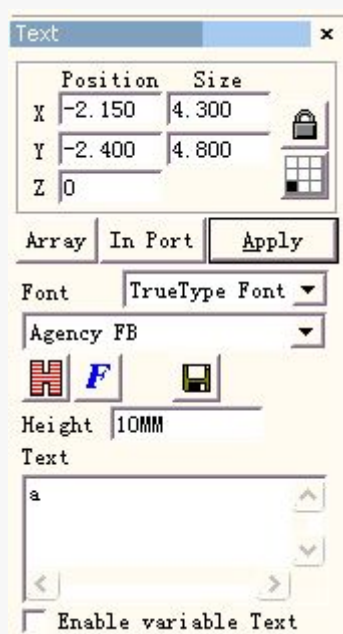 Text
Position Size
X -2.150 4.300
Y -2.400 4.800
Z 0
Array In Port Apply
Font TrueType Font
Agency FB
F
Height 10MM
Text
a
Enable variable Text